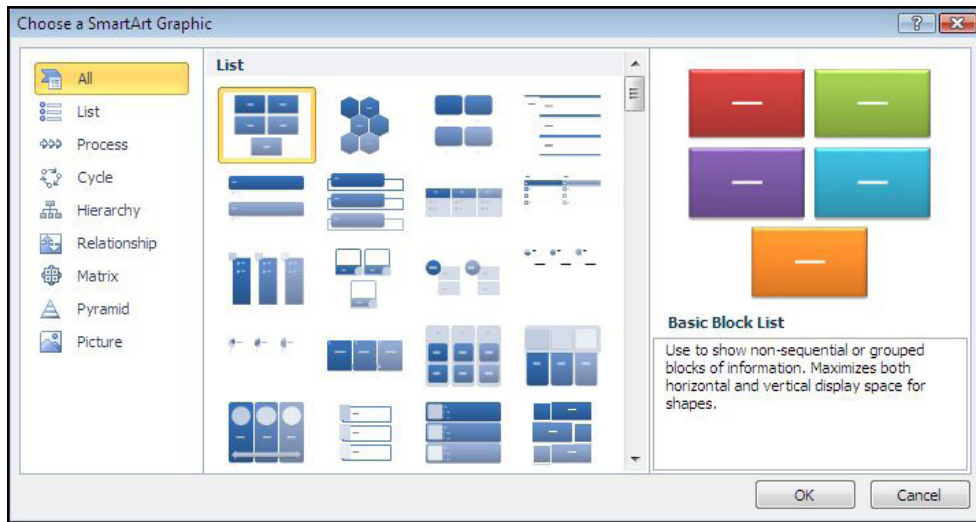 Choose a SmartArt Graphic
All
List
Process
Cycle
Hierarchy
Relationship
Matrix
Pyramid
Picture
List
Basic Block List
Use to show non-sequential or grouped
blocks of information. Maximizes both
horizontal and vertical display space for
shapes.
OK
Cancel